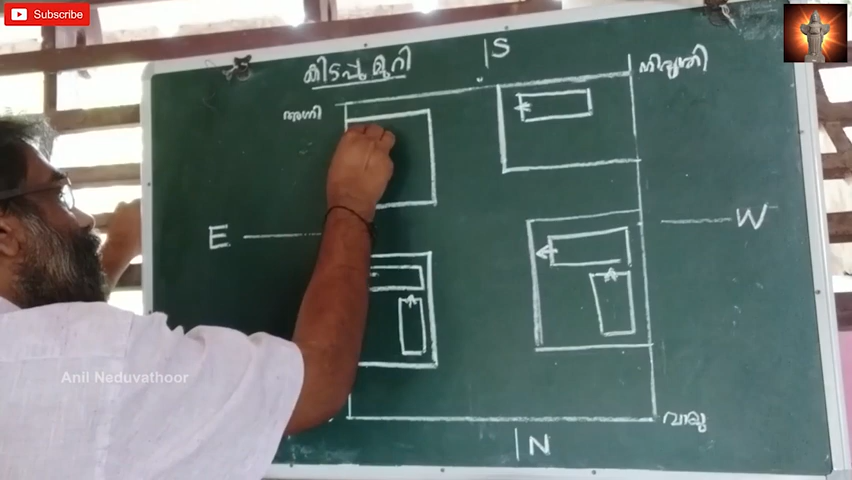 Subscribe
കിടപ്പുമുറി
S
നിരൃതി
അഗ്നി
E
W
Anil Neduvathoor
വായു
N